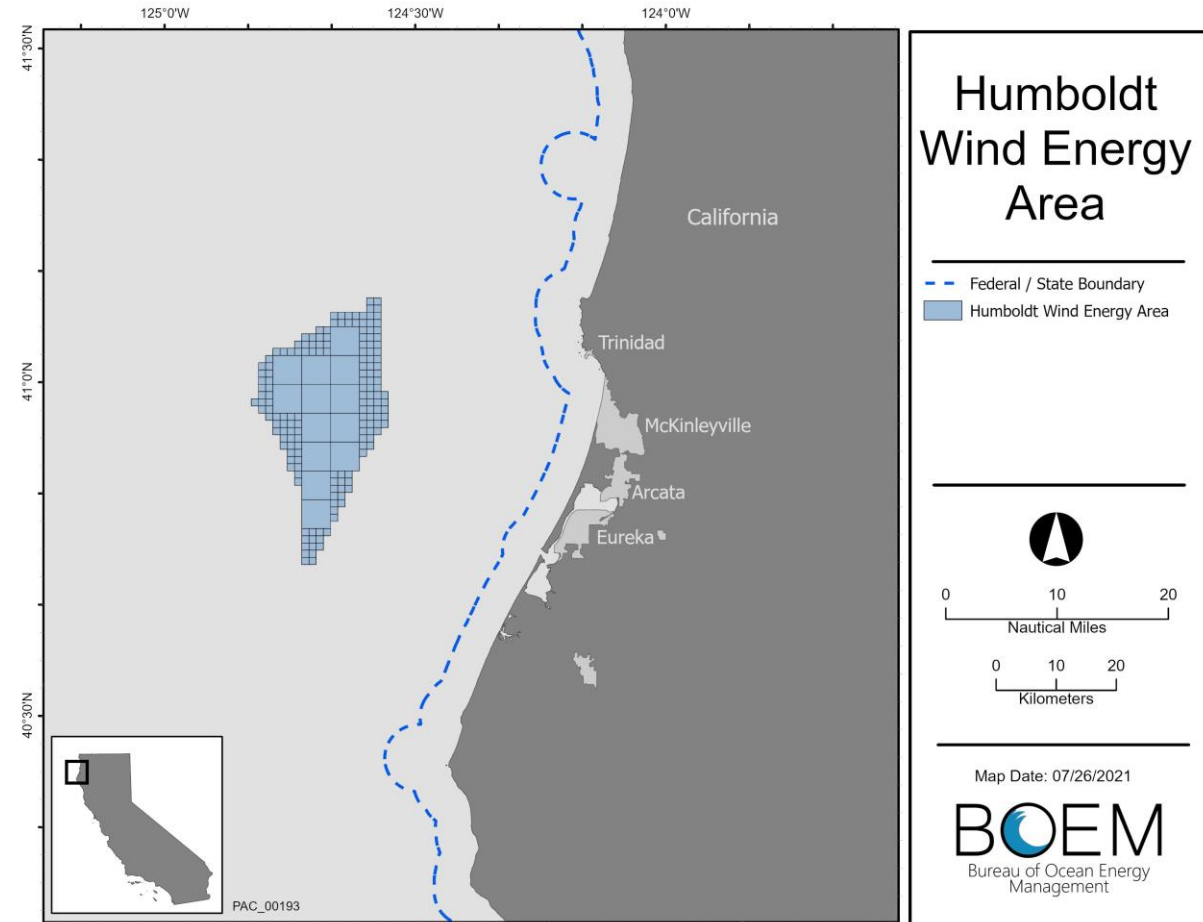 125°0'W
124°30'W
124°0'W
41°30'N
41°0'N
40°30'N
California
Trinidad
McKinleyville
Arcata
Eureka
PAC_00193
Humboldt
Wind Energy
Area
Federal / State Boundary
Humboldt Wind Energy Area
0 10 20
Nautical Miles
0 10 20
Kilometers
Map Date: 07/26/2021
BOEM
Bureau of Ocean Energy
Management